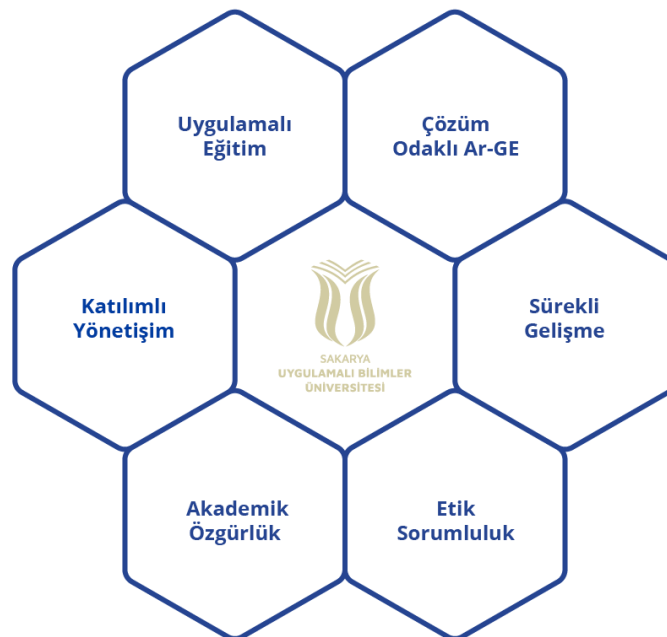 Uygulamalı
Eğitim
Çözüm
Odaklı Ar-GE
Katılımlı
Yönetişim
SAKARYA
UYGULAMALI BİLİMLER
ÜNİVERSİTESİ
Sürekli
Gelişme
Akademik
Özgürlük
Etik
Sorumluluk